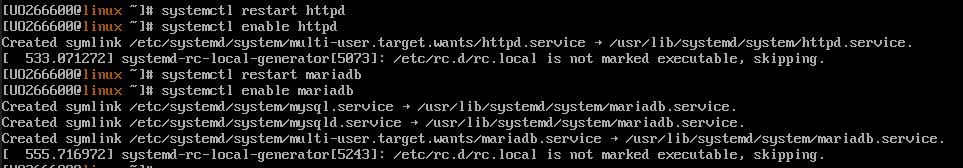 [UO266600@linux ~]# systemctl restart httpd
[UO266600@linux ~]# systemctl enable httpd
Created symlink /etc/systemd/system/multi-user.target.wants/httpd.service → /usr/lib/systemd/system/httpd.service.
[  533.071272] systemd-rc-local-generator[5073]: /etc/rc.d/rc.local is not marked executable, skipping.
[UO266600@linux ~]# systemctl restart mariadb
[UO266600@linux ~]# systemctl enable mariadb
Created symlink /etc/systemd/system/mysql.service → /usr/lib/systemd/system/mariadb.service.
Created symlink /etc/systemd/system/mysqld.service → /usr/lib/systemd/system/mariadb.service.
Created symlink /etc/systemd/system/multi-user.target.wants/mariadb.service → /usr/lib/systemd/system/mariadb.service.
[  555.716972] systemd-rc-local-generator[5243]: /etc/rc.d/rc.local is not marked executable, skipping.